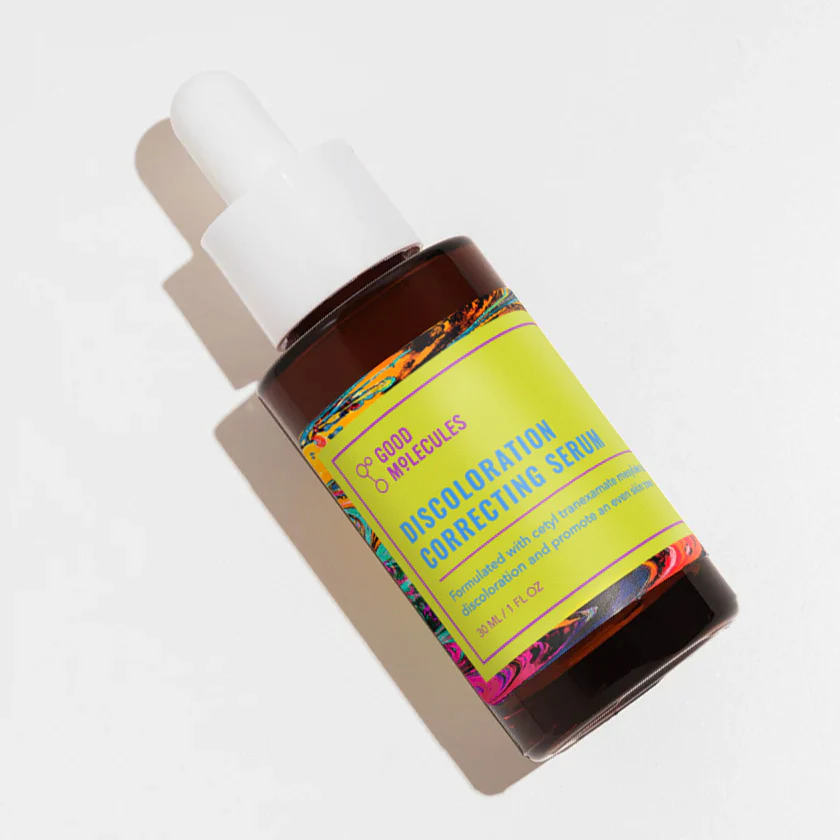 GOOD
MOLECULES
DISCOLORATION
CORRECTING SERUM
Formulated with cetyl tranexamate
discoloration and promote an even skin
30 ML / 1 FL OZ